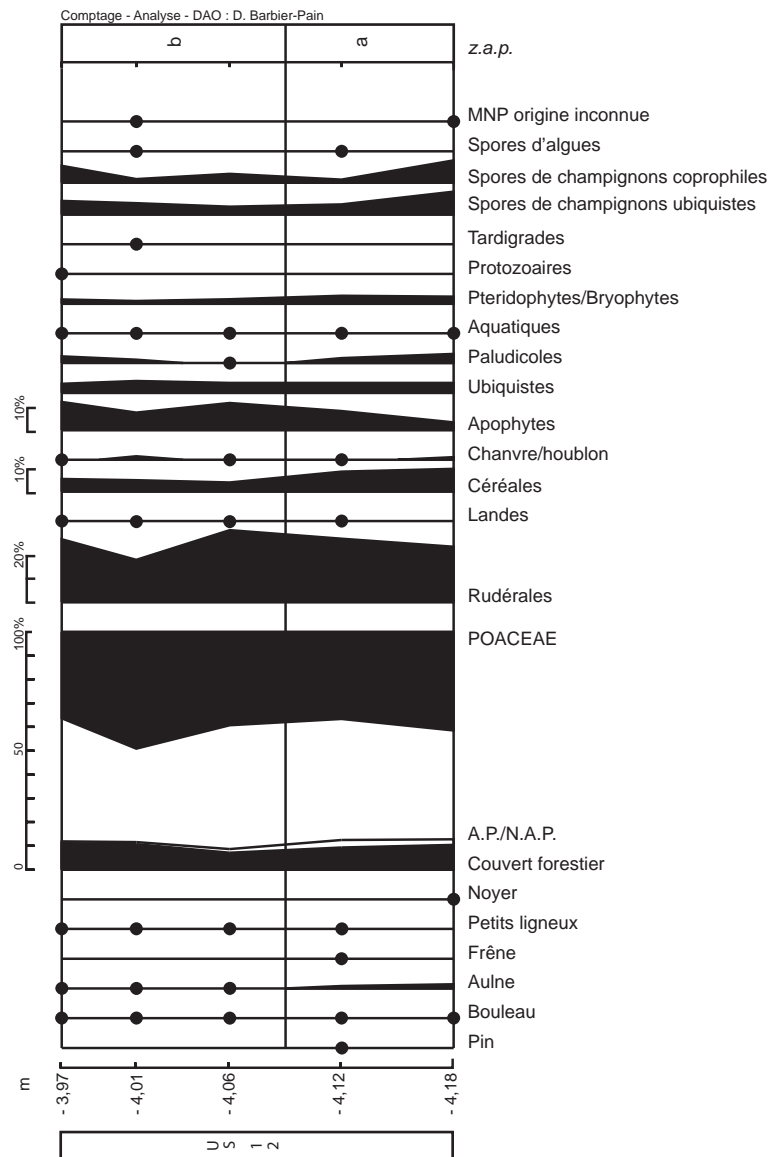 Comptage - Analyse - DAO : D. Barbier-Pain
b a z.a.p.
MNP origine inconnue
Spores d'algues
Spores de champignons coprophiles
Spores de champignons ubiquistes
Tardigrades
Protozoaires
Pteridophytes/Bryophytes
Aquatiques
Paludicoles
Ubiquistes
10% Apophytes
Chanvre/houblon
10% Céréales
Landes
20% Rudérales
100% POACEAE
50
A.P./N.A.P.
0 Couvert forestier
Noyer
Petits ligneux
Frêne
Aulne
Bouleau
Pin
m - 3,97 - 4,01 - 4,06 - 4,12 - 4,18
US 12